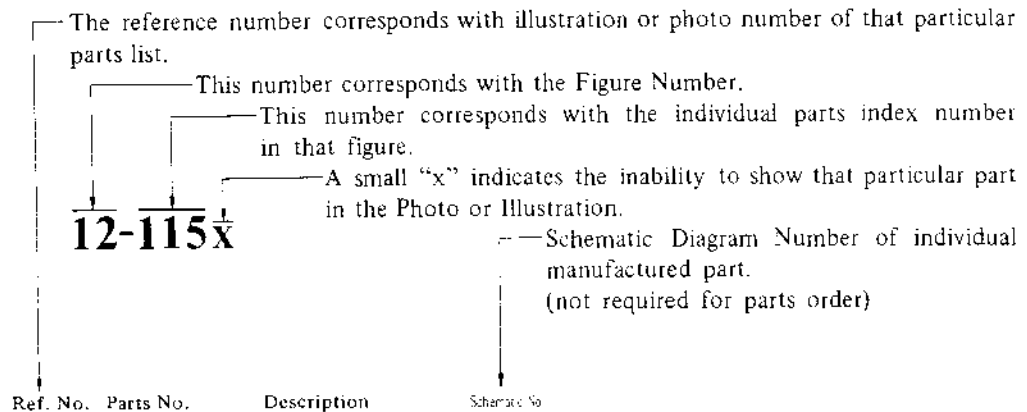 The reference number corresponds with illustration or photo number of that particular
parts list.
This number corresponds with the Figure Number.
This number corresponds with the individual parts index number
in that figure.
A small “x” indicates the inability to show that particular part
in the Photo or Illustration.
12-115x
Schematic Diagram Number of individual
manufactured part.
(not required for parts order)
Ref. No. Parts No. Description Schematic No